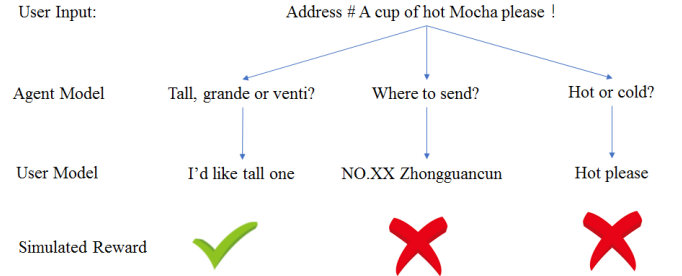 User Input: Address # A cup of hot Mocha please !
Agent Model Tall, grande or venti? Where to send? Hot or cold?
User Model I'd like tall one NO.XX Zhongguancun Hot please
Simulated Reward